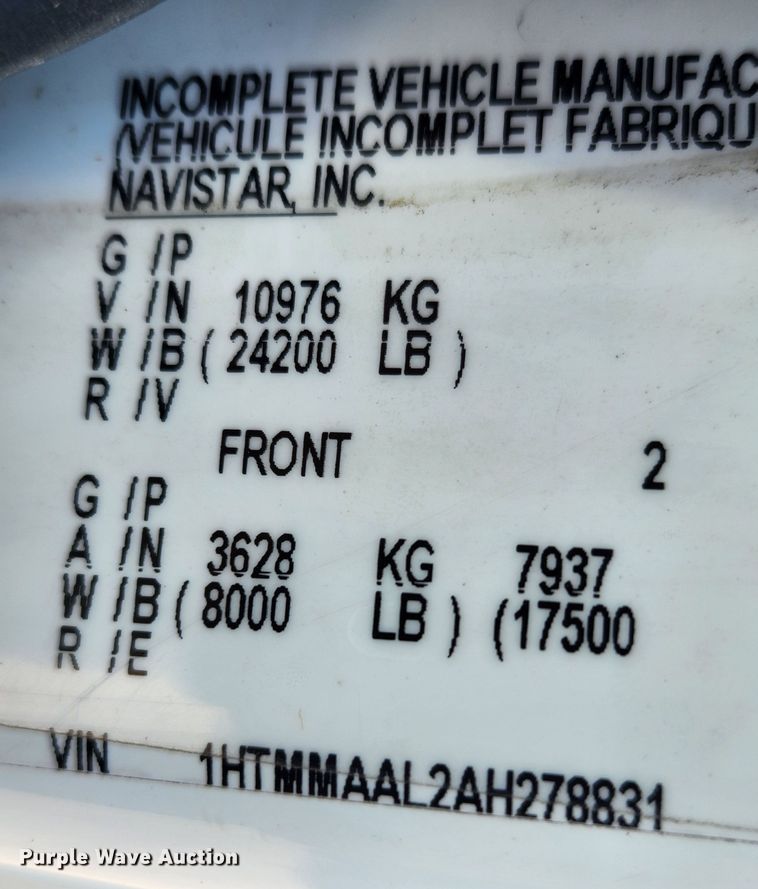 INCOMPLETE VEHICLE MANUFAC
(VEHICULE INCOMPLET FABRIQU
NAVISTAR, INC.
G /P
V /N 10976 KG
W /B ( 24200 LB )
R /V
FRONT 2
G /P
A /N 3628 KG 7937
W /B ( 8000 LB ) (17500
R /E
VIN 1HTMMAAL2AH278831
Purple Wave Auction